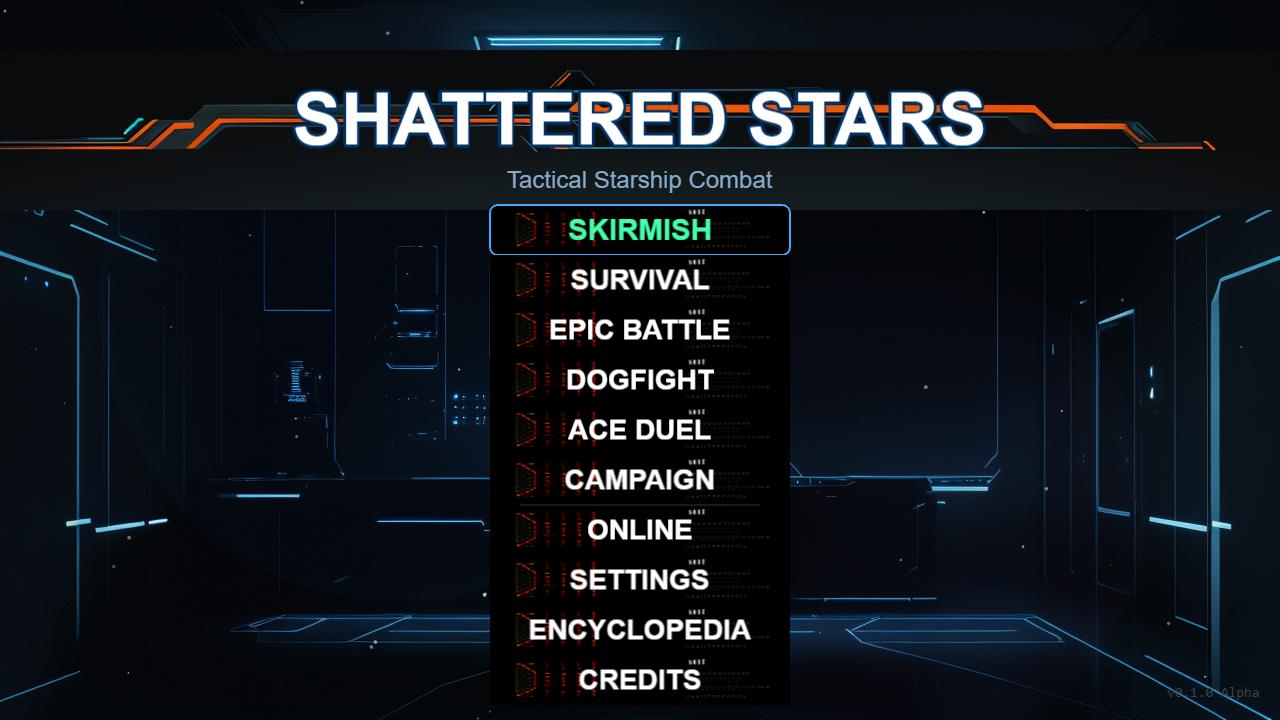 SHATTERED STARS
Tactical Starship Combat
SKIRMISH
SURVIVAL
EPIC BATTLE
DOGFIGHT
ACE DUEL
CAMPAIGN
ONLINE
SETTINGS
ENCYCLOPEDIA
CREDITS
v0.1.0 Alpha